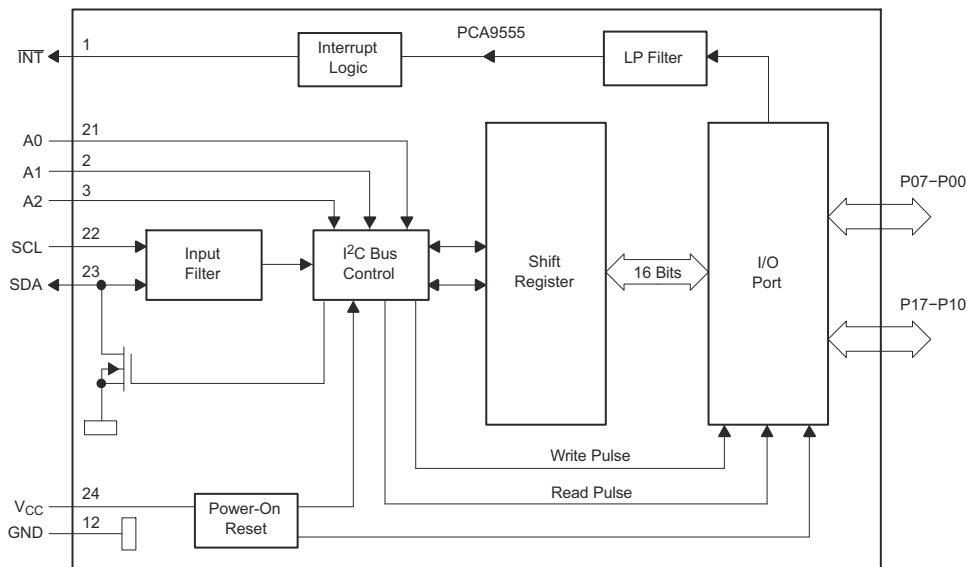 PCA9555
INT
1
Interrupt
Logic
LP Filter
A0
21
A1
2
A2
3
SCL
22
SDA
23
Input
Filter
I2C Bus
Control
Shift
Register
16 Bits
I/O
Port
P07−P00
P17−P10
Write Pulse
Read Pulse
VCC
24
GND
12
Power-On
Reset